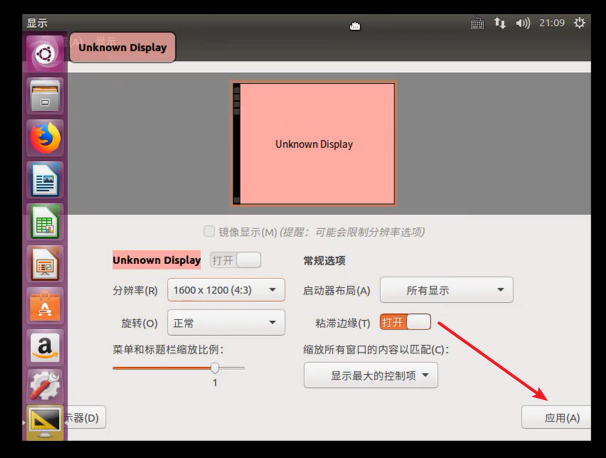 显示
21:09
Unknown Display
Unknown Display
镜像显示(M) (提醒：可能会限制分辨率选项)
Unknown Display 打开 常规选项
分辨率(R) 1600 x 1200 (4:3) 启动器布局(A) 所有显示
旋转(O) 正常 粘滞边缘(T) 打开
菜单和标题栏缩放比例： 缩放所有窗口的内容以匹配(C)：
1 显示最大的控制项
示器(D) 应用(A)